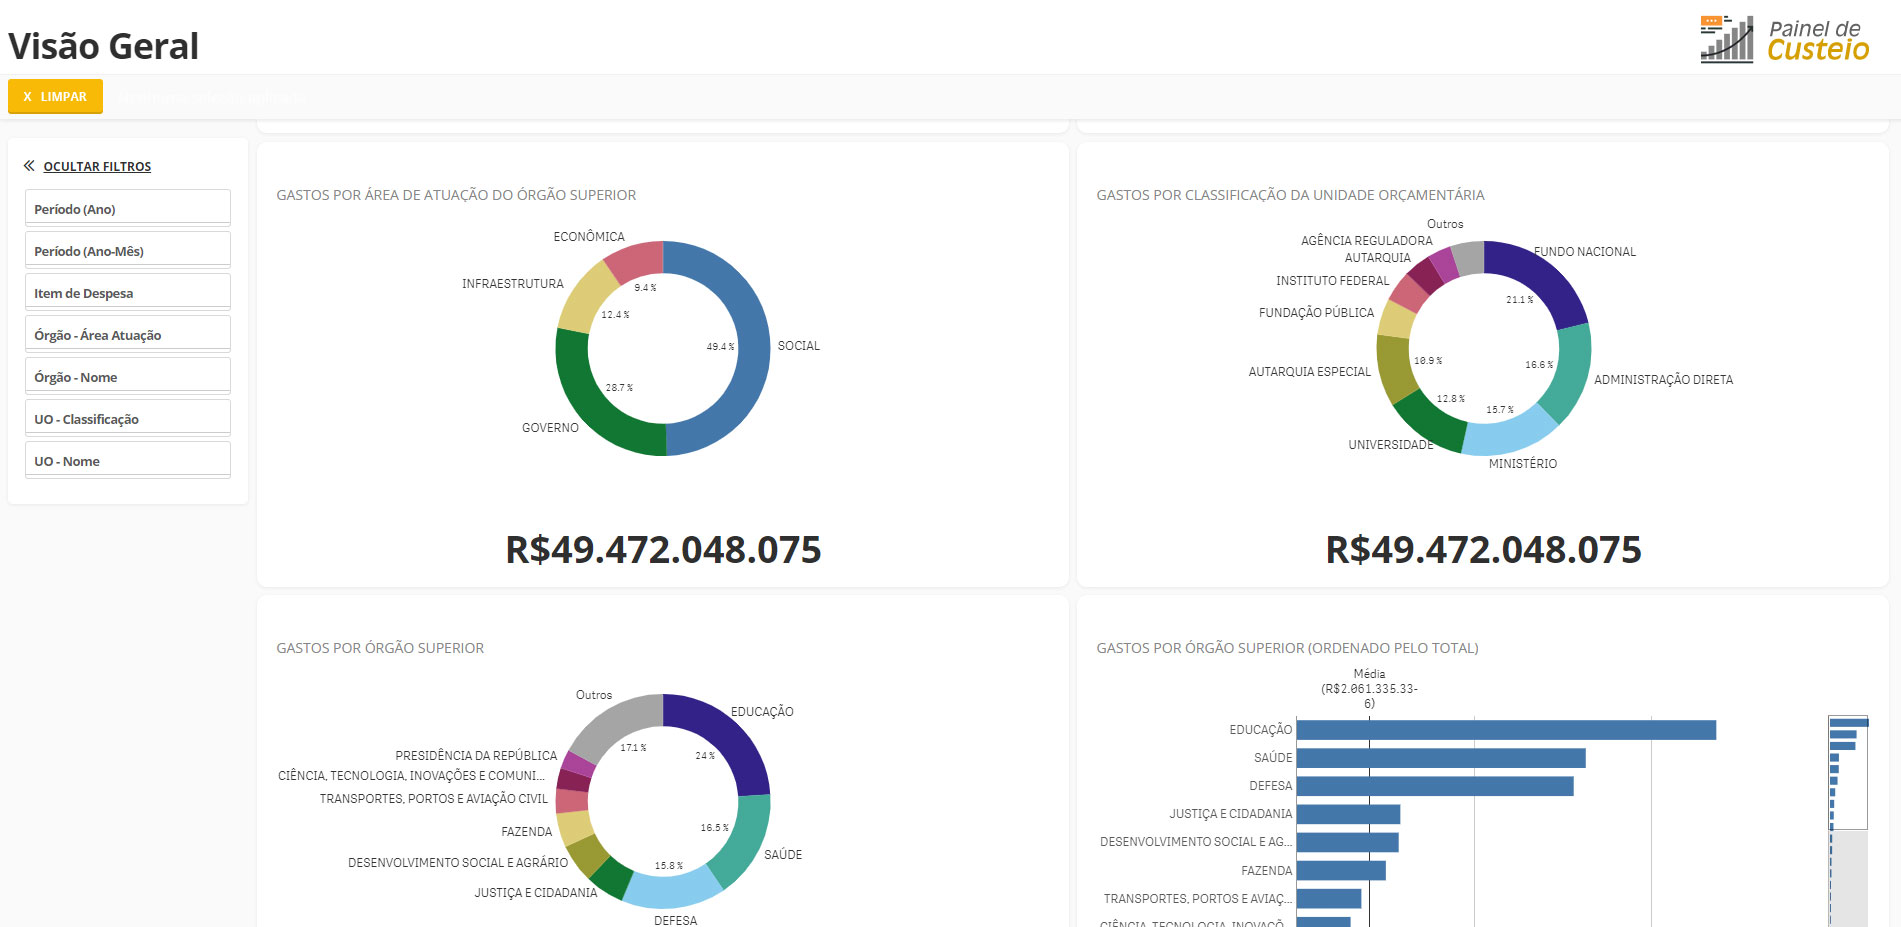 Visão Geral
Painel de
Custeio
X LIMPAR
OCULTAR FILTROS
Período (Ano)
Período (Ano-Mês)
Item de Despesa
Órgão - Área Atuação
Órgão - Nome
UO - Classificação
UO - Nome
GASTOS POR ÁREA DE ATUAÇÃO DO ÓRGÃO SUPERIOR
ECONÔMICA
INFRAESTRUTURA
9.4 %
12.4 %
49.4 %
SOCIAL
28.7 %
GOVERNO
R$49.472.048.075
GASTOS POR CLASSIFICAÇÃO DA UNIDADE ORÇAMENTÁRIA
Outros
AGÊNCIA REGULADORA
FUNDO NACIONAL
AUTARQUIA
INSTITUTO FEDERAL
21.1 %
FUNDAÇÃO PÚBLICA
10.9 %
16.6 %
AUTARQUIA ESPECIAL
ADMINISTRAÇÃO DIRETA
12.8 %
15.7 %
UNIVERSIDADE
MINISTÉRIO
R$49.472.048.075
GASTOS POR ÓRGÃO SUPERIOR
Outros
EDUCAÇÃO
17.1 %
24 %
PRESIDÊNCIA DA REPÚBLICA
CIÊNCIA, TECNOLOGIA, INOVAÇÕES E COMUNI...
TRANSPORTES, PORTOS E AVIAÇÃO CIVIL
16.5 %
FAZENDA
SAÚDE
DESENVOLVIMENTO SOCIAL E AGRÁRIO
15.8 %
JUSTIÇA E CIDADANIA
DEFESA
GASTOS POR ÓRGÃO SUPERIOR (ORDENADO PELO TOTAL)
Média
(R$2.061.335.33-
6)
EDUCAÇÃO
SAÚDE
DEFESA
JUSTIÇA E CIDADANIA
DESENVOLVIMENTO SOCIAL E AG...
FAZENDA
TRANSPORTES, PORTOS E AVIAÇ...
CIÊNCIA, TECNOLOGIA, INOVAÇÕ...